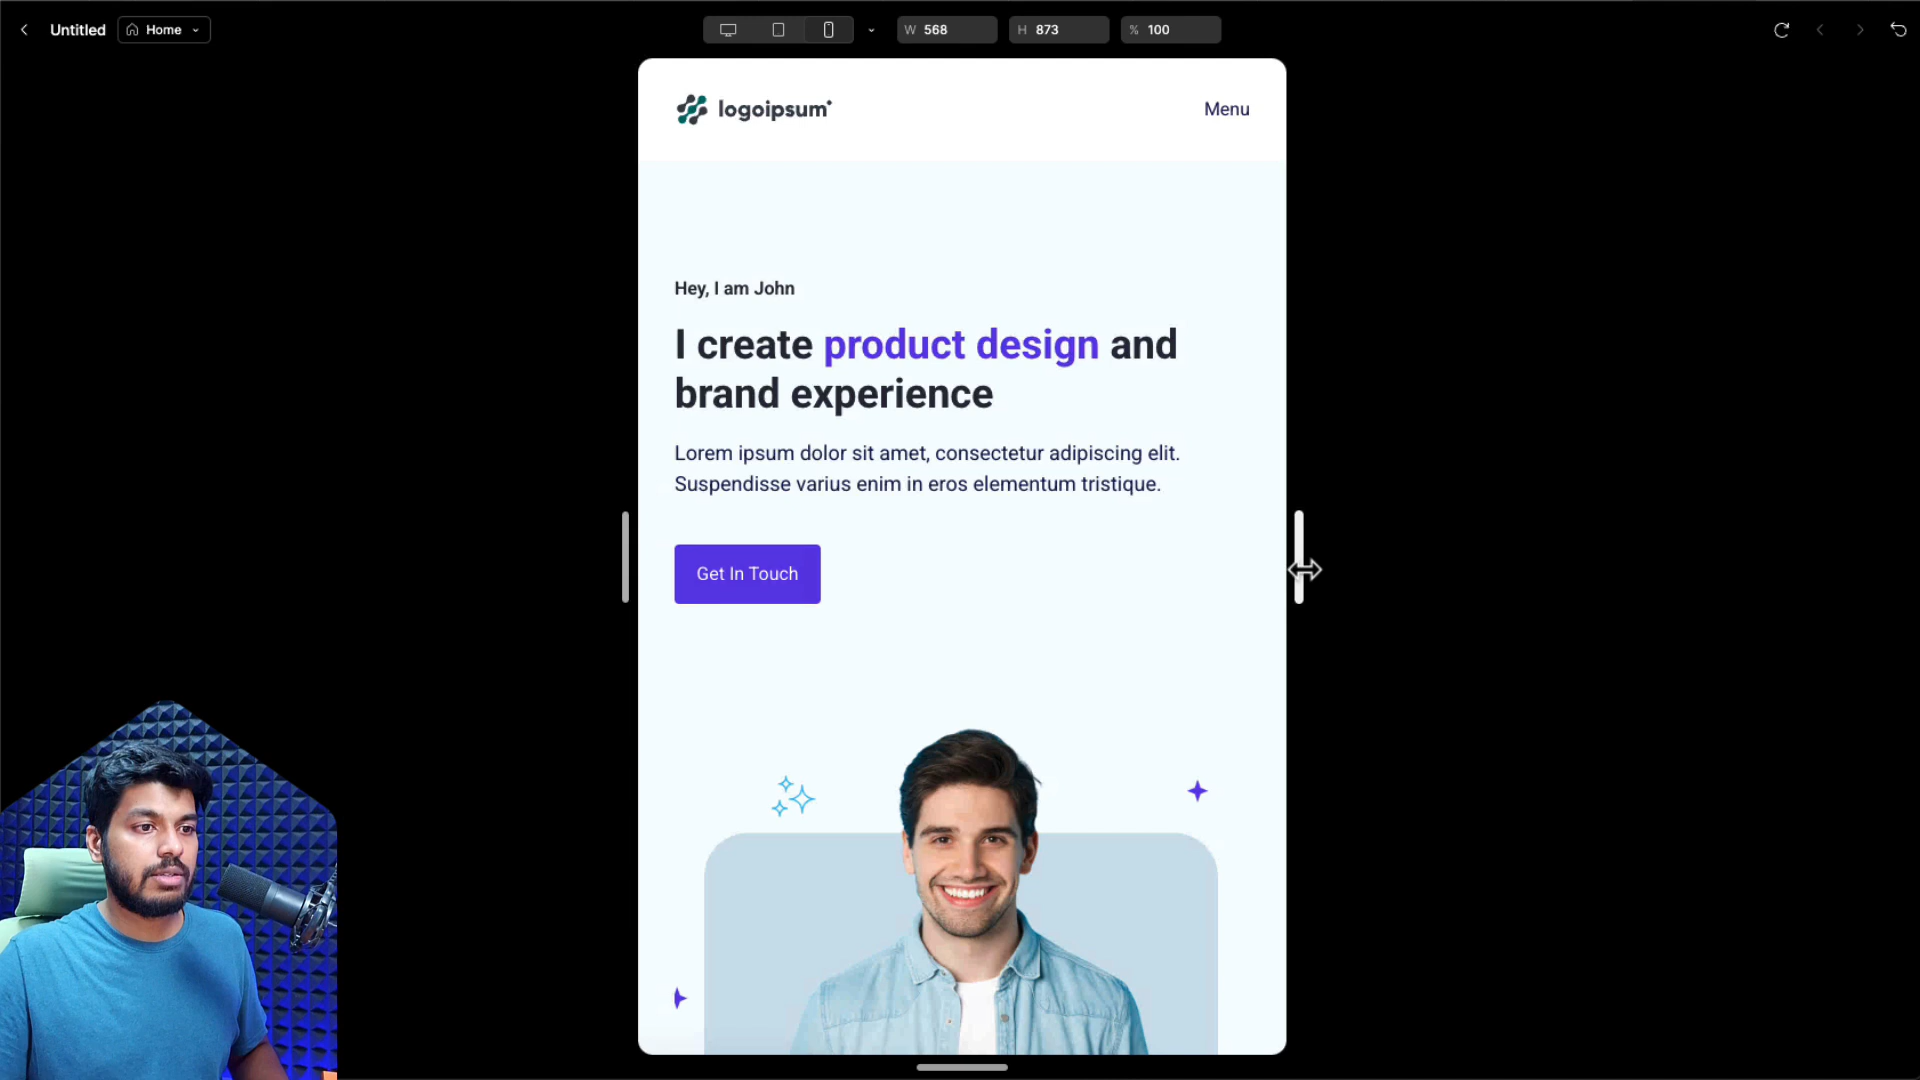 Untitled
Home
W 568
H 873
% 100
logoipsum
Menu
Hey, I am John
I create product design and
brand experience
Lorem ipsum dolor sit amet, consectetur adipiscing elit.
Suspendisse varius enim in eros elementum tristique.
Get In Touch